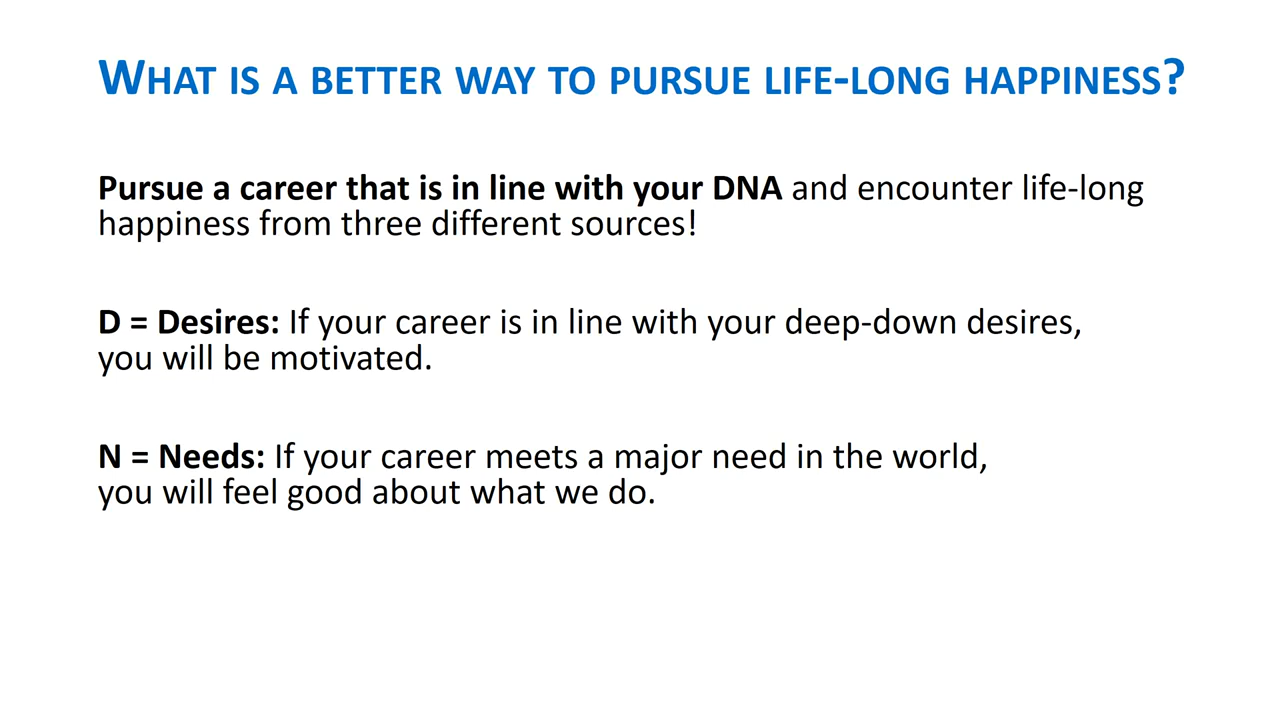 WHAT IS A BETTER WAY TO PURSUE LIFE-LONG HAPPINESS?
Pursue a career that is in line with your DNA and encounter life-long
happiness from three different sources!
D = Desires: If your career is in line with your deep-down desires,
you will be motivated.
N = Needs: If your career meets a major need in the world,
you will feel good about what we do.